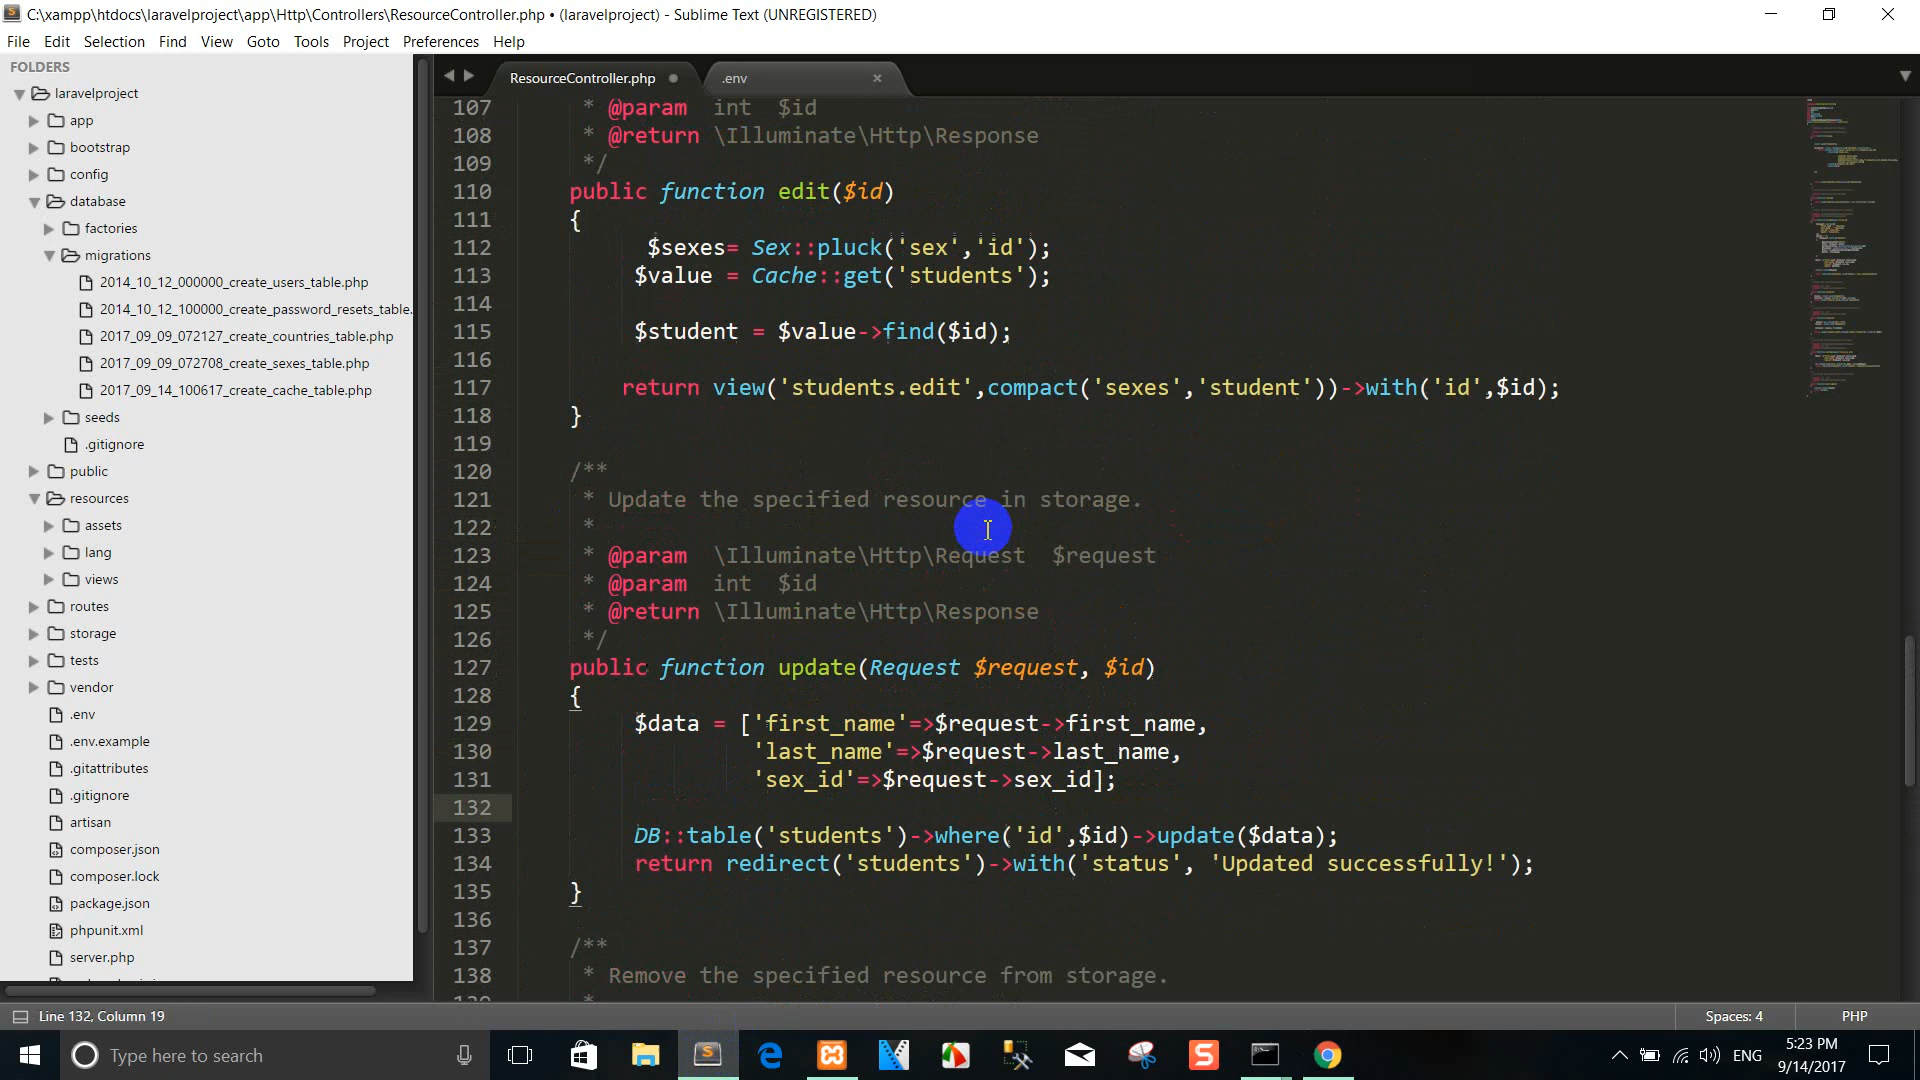 C:\xampp\htdocs\laravelproject\app\Http\Controllers\ResourceController.php • (laravelproject) - Sublime Text (UNREGISTERED)
File Edit Selection Find View Goto Tools Project Preferences Help
FOLDERS
laravelproject
app
bootstrap
config
database
factories
migrations
2014_10_12_000000_create_users_table.php
2014_10_12_100000_create_password_resets_table.
2017_09_09_072127_create_countries_table.php
2017_09_09_072708_create_sexes_table.php
2017_09_14_100617_create_cache_table.php
seeds
.gitignore
public
resources
assets
lang
views
routes
storage
tests
vendor
.env
.env.example
.gitattributes
.gitignore
artisan
composer.json
composer.lock
package.json
phpunit.xml
server.php
ResourceController.php
.env
107 * @param  int  $id
108 * @return \Illuminate\Http\Response
109 */
110 public function edit($id)
111 {
112 $sexes= Sex::pluck('sex','id');
113 $value = Cache::get('students');
114
115 $student = $value->find($id);
116
117 return view('students.edit',compact('sexes','student'))->with('id',$id);
118 }
119
120 /**
121 * Update the specified resource in storage.
122 *
123 * @param  \Illuminate\Http\Request  $request
124 * @param  int  $id
125 * @return \Illuminate\Http\Response
126 */
127 public function update(Request $request, $id)
128 {
129 $data = ['first_name'=>$request->first_name,
130 'last_name'=>$request->last_name,
131 'sex_id'=>$request->sex_id];
132
133 DB::table('students')->where('id',$id)->update($data);
134 return redirect('students')->with('status', 'Updated successfully!');
135 }
136
137 /**
138 * Remove the specified resource from storage.
Line 132, Column 19
Spaces: 4
PHP
Type here to search
ENG
5:23 PM
9/14/2017